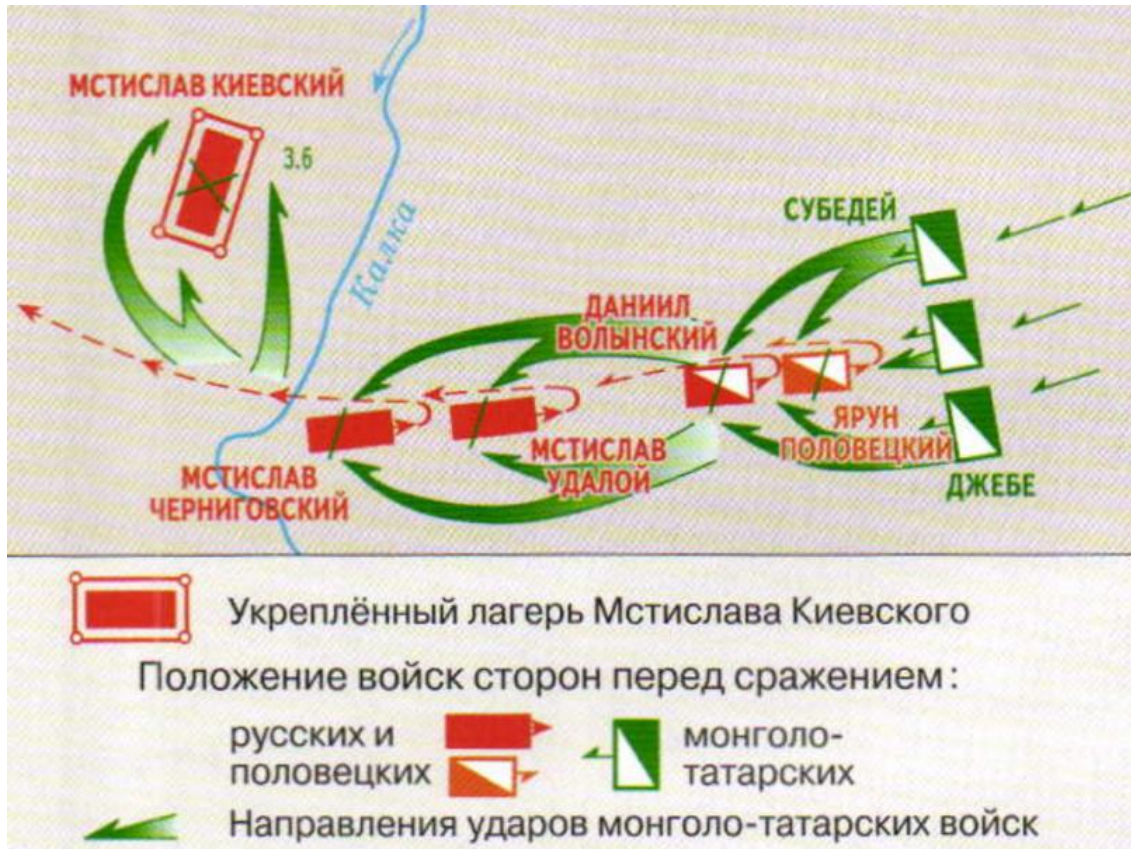 МСТИСЛАВ КИЕВСКИЙ
3.6
Калка
СУБЕДЕЙ
ДАНИИЛ
ВОЛЫНСКИЙ
ЯРУН
ПОЛОВЕЦКИЙ
МСТИСЛАВ
УДАЛОЙ
МСТИСЛАВ
ЧЕРНИГОВСКИЙ
ДЖЕБЕ
Укреплённый лагерь Мстислава Киевского
Положение войск сторон перед сражением:
русских и
половецких
монголо-
татарских
Направления ударов монголо-татарских войск